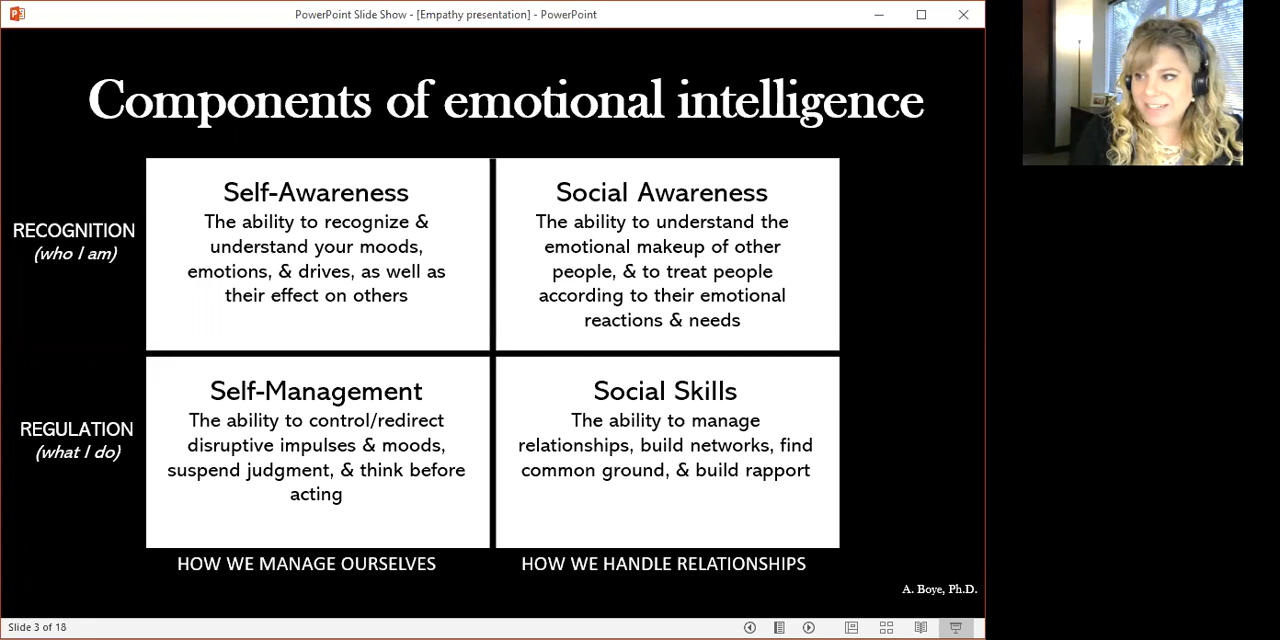 PowerPoint Slide Show - [Empathy presentation] - PowerPoint
Components of emotional intelligence
RECOGNITION
(who I am)
Self-Awareness
The ability to recognize &
understand your moods,
emotions, & drives, as well as
their effect on others
Social Awareness
The ability to understand the
emotional makeup of other
people, & to treat people
according to their emotional
reactions & needs
REGULATION
(what I do)
Self-Management
The ability to control/redirect
disruptive impulses & moods,
suspend judgment, & think before
acting
Social Skills
The ability to manage
relationships, build networks, find
common ground, & build rapport
HOW WE MANAGE OURSELVES
HOW WE HANDLE RELATIONSHIPS
A. Boye, Ph.D.
Slide 3 of 18